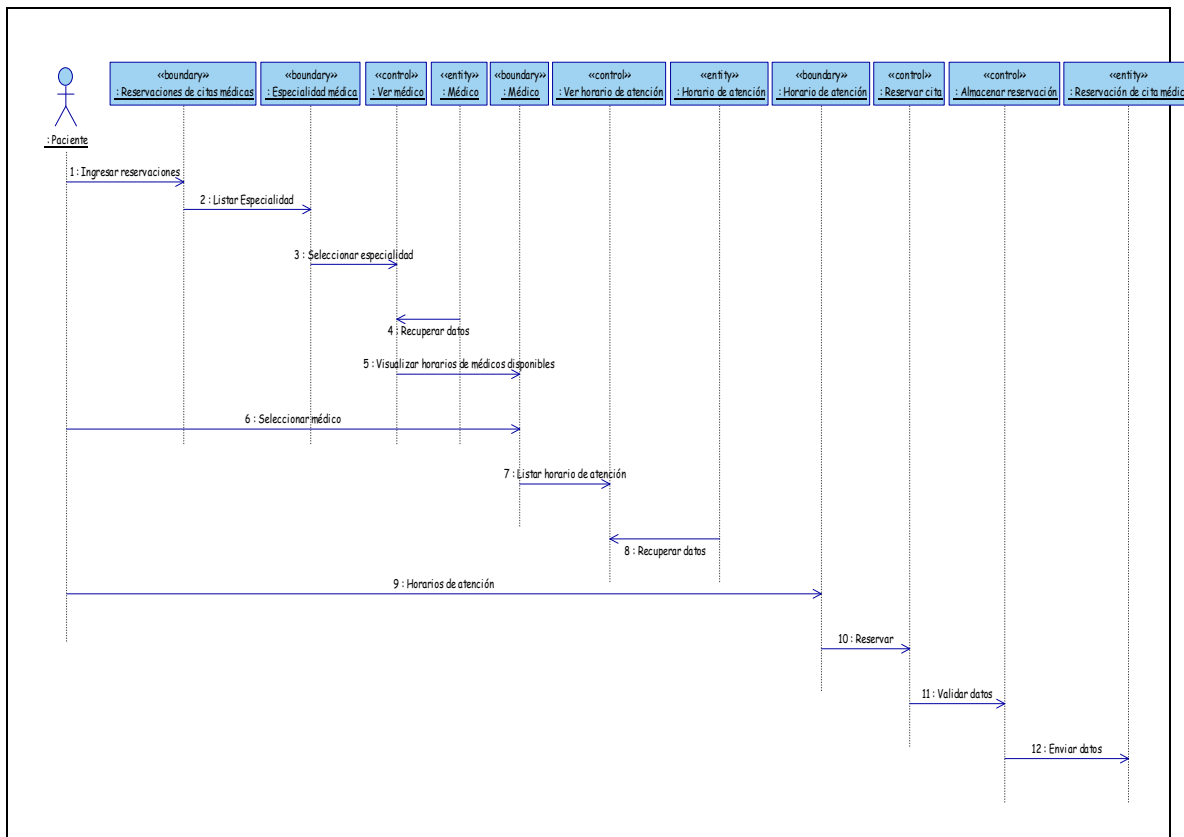 «boundary»
: Reservaciones de citas médicas
«boundary»
: Especialidad médica
«control»
: Ver médico
«entity»
: Médico
«boundary»
: Médico
«control»
: Ver horario de atención
«entity»
: Horario de atención
«boundary»
: Horario de atención
«control»
: Reservar cita
«control»
: Almacenar reservación
«entity»
: Reservación de cita médic
: Paciente
1 : Ingresar reservaciones
2 : Listar Especialidad
3 : Seleccionar especialidad
4 : Recuperar datos
5 : Visualizar horarios de médicos disponibles
6 : Seleccionar médico
7 : Listar horario de atención
8 : Recuperar datos
9 : Horarios de atención
10 : Reservar
11 : Validar datos
12 : Enviar datos